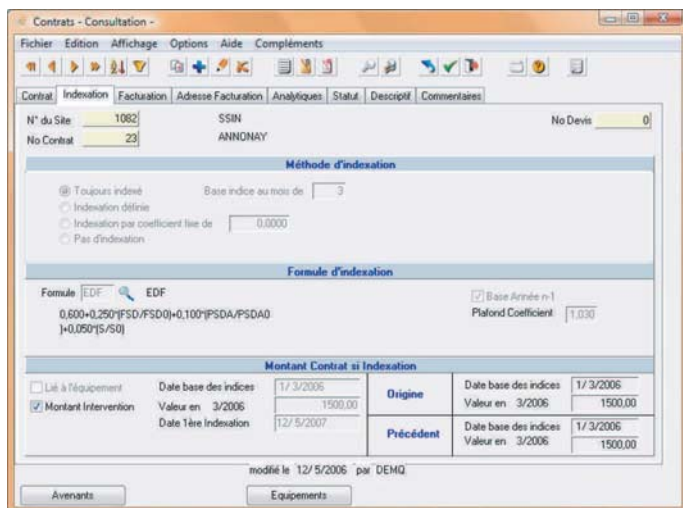 Contrats - Consultation -
Fichier Edition Affichage Options Aide Compléments
Contrat Indexation Facturation Adresse Facturation Analytiques Statut Descriptif Commentaires
N° du Site 1082 SSIN No Devis 0
No Contrat 23 ANNONAY
Méthode d'indexation
Toujours indexé Base indice au mois de 3
Indexation définie
Indexation par coefficient fixe de 0,0000
Pas d'indexation
Formule d'indexation
Formule EDF EDF Base Année n-1
0,600+0,250*(FSD/FSD0)+0,100*(PSDA/PSDA0 Plafond Coefficient 1,030
)+0,050*(S/S0)
Montant Contrat si Indexation
Lié à l'équipement Date base des indices 1/ 3/2006 Origine Date base des indices 1/ 3/2006
Montant Intervention Valeur en 3/2006 1500,00 Valeur en 3/2006 1500,00
Date 1ère Indexation 12/ 5/2007 Précédent Date base des indices 1/ 3/2006
Valeur en 3/2006 1500,00
modifié le 12/ 5/2006 par DEMQ
Avenants Equipements